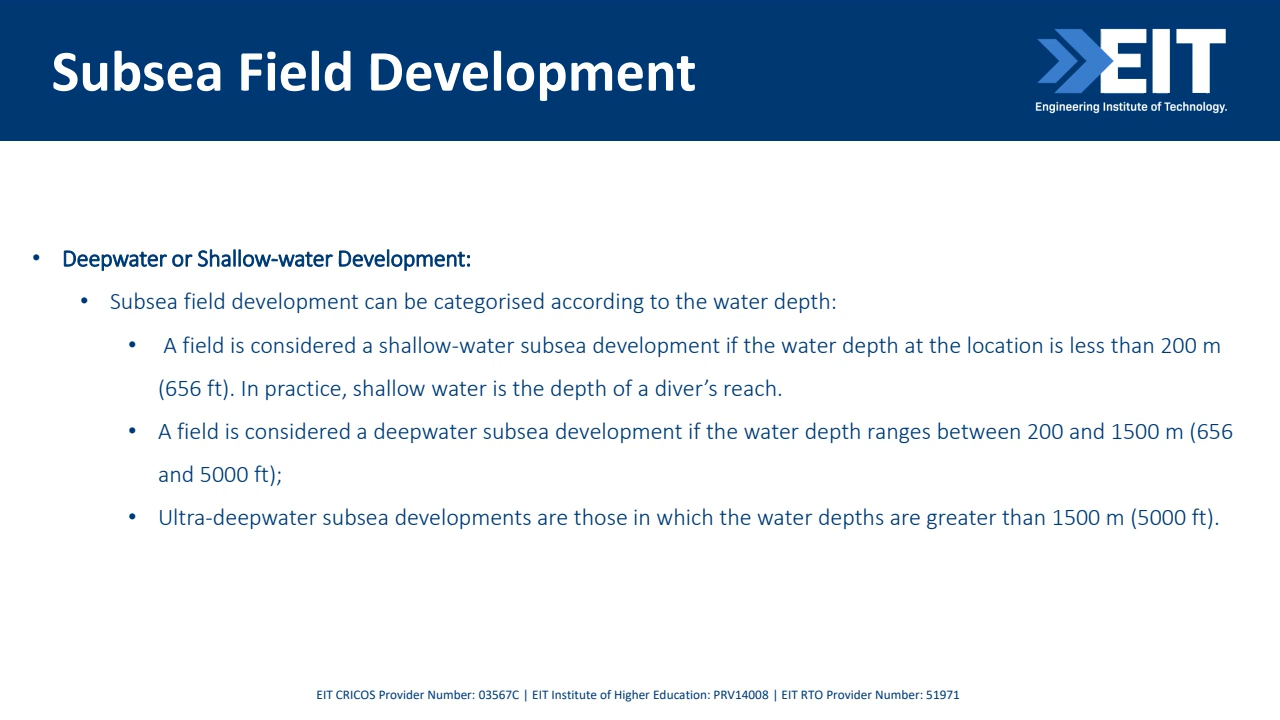 Subsea Field Development
EIT
Engineering Institute of Technology.
• Deepwater or Shallow-water Development:
• Subsea field development can be categorised according to the water depth:
• A field is considered a shallow-water subsea development if the water depth at the location is less than 200 m
(656 ft). In practice, shallow water is the depth of a diver’s reach.
• A field is considered a deepwater subsea development if the water depth ranges between 200 and 1500 m (656
and 5000 ft);
• Ultra-deepwater subsea developments are those in which the water depths are greater than 1500 m (5000 ft).
EIT CRICOS Provider Number: 03567C | EIT Institute of Higher Education: PRV14008 | EIT RTO Provider Number: 51971